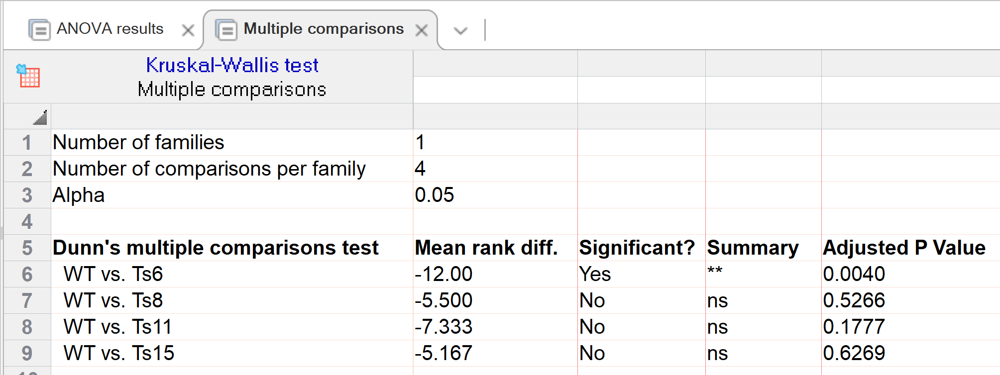 ANOVA results Multiple comparisons
Kruskal-Wallis test
Multiple comparisons
1 Number of families 1
2 Number of comparisons per family 4
3 Alpha 0.05
4
5 Dunn's multiple comparisons test Mean rank diff. Significant? Summary Adjusted P Value
6 WT vs. Ts6 -12.00 Yes ** 0.0040
7 WT vs. Ts8 -5.500 No ns 0.5266
8 WT vs. Ts11 -7.333 No ns 0.1777
9 WT vs. Ts15 -5.167 No ns 0.6269